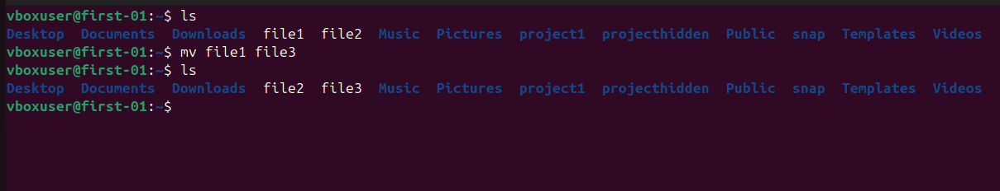 vboxuser@first-01:~$ ls
Desktop  Documents  Downloads  file1  file2  Music  Pictures  project1  projecthidden  Public  snap  Templates  Videos
vboxuser@first-01:~$ mv file1 file3
vboxuser@first-01:~$ ls
Desktop  Documents  Downloads  file2  file3  Music  Pictures  project1  projecthidden  Public  snap  Templates  Videos
vboxuser@first-01:~$